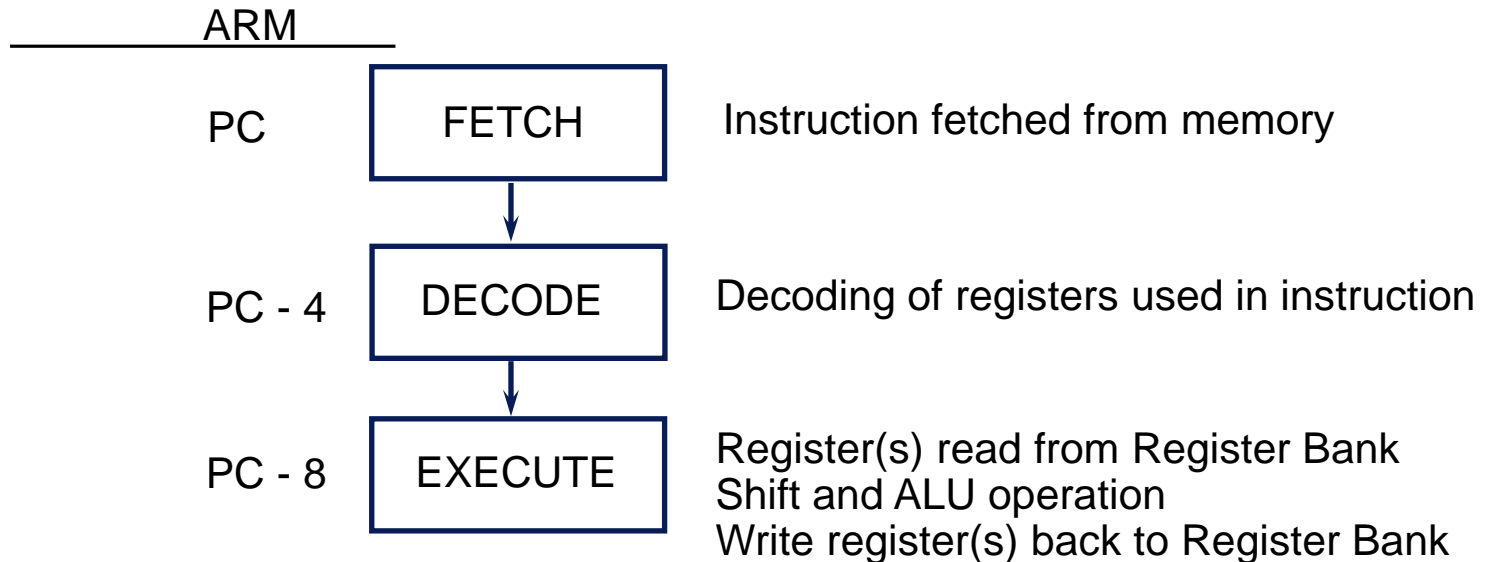 ARM
PC FETCH Instruction fetched from memory
PC - 4 DECODE Decoding of registers used in instruction
PC - 8 EXECUTE Register(s) read from Register Bank
Shift and ALU operation
Write register(s) back to Register Bank